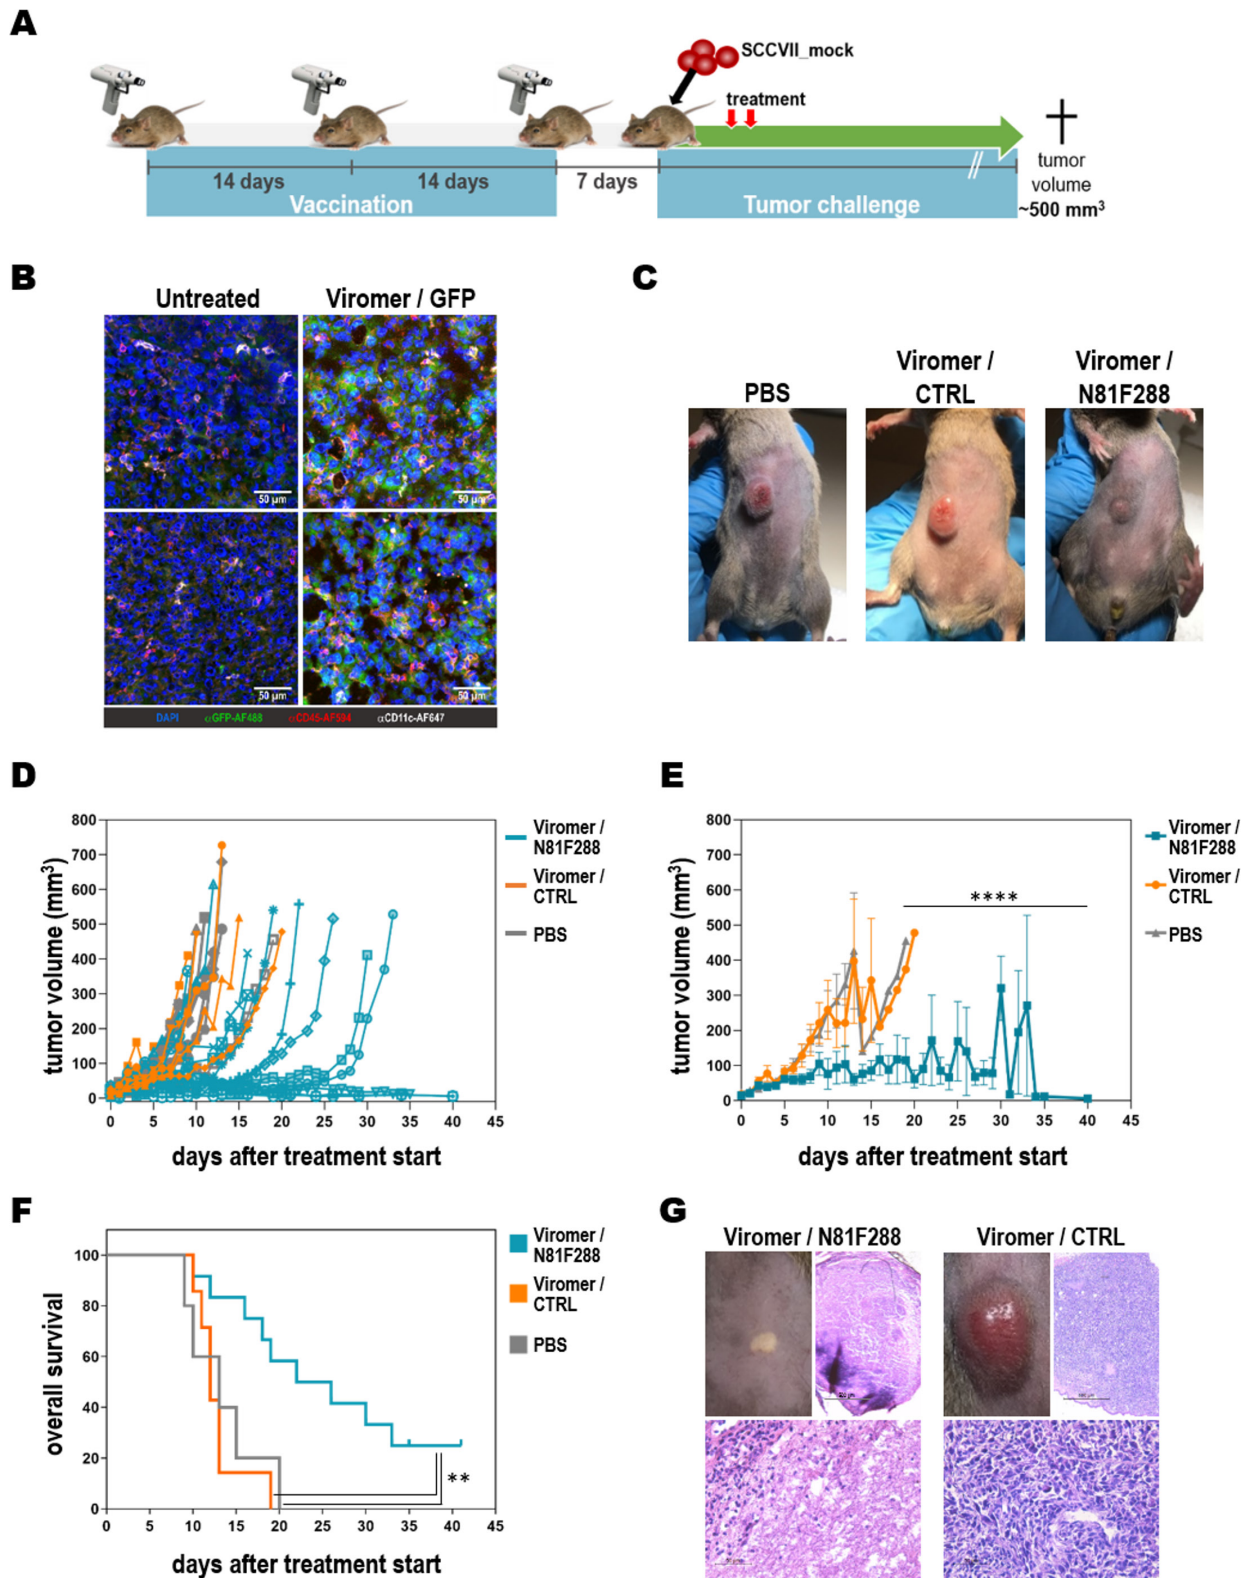 A
SCCVII_mock
treatment
14 days
14 days
7 days
Vaccination
Tumor challenge
tumor
volume
~500 mm³
B
Untreated
Viromer / GFP
50 µm
50 µm
50 µm
50 µm
DAPI αGFP-AF488 αCD45-AF594 αCD11c-AF647
C
PBS
Viromer /
CTRL
Viromer /
N81F288
D
800
700
600
500
400
300
200
100
0
0 5 10 15 20 25 30 35 40 45
tumor volume (mm³)
days after treatment start
Viromer /
N81F288
Viromer /
CTRL
PBS
E
800
700
600
500
400
300
200
100
0
0 5 10 15 20 25 30 35 40 45
tumor volume (mm³)
days after treatment start
****
Viromer /
N81F288
Viromer /
CTRL
PBS
F
100
80
60
40
20
0
0 5 10 15 20 25 30 35 40 45
overall survival
days after treatment start
**
Viromer /
N81F288
Viromer /
CTRL
PBS
G
Viromer / N81F288
Viromer / CTRL